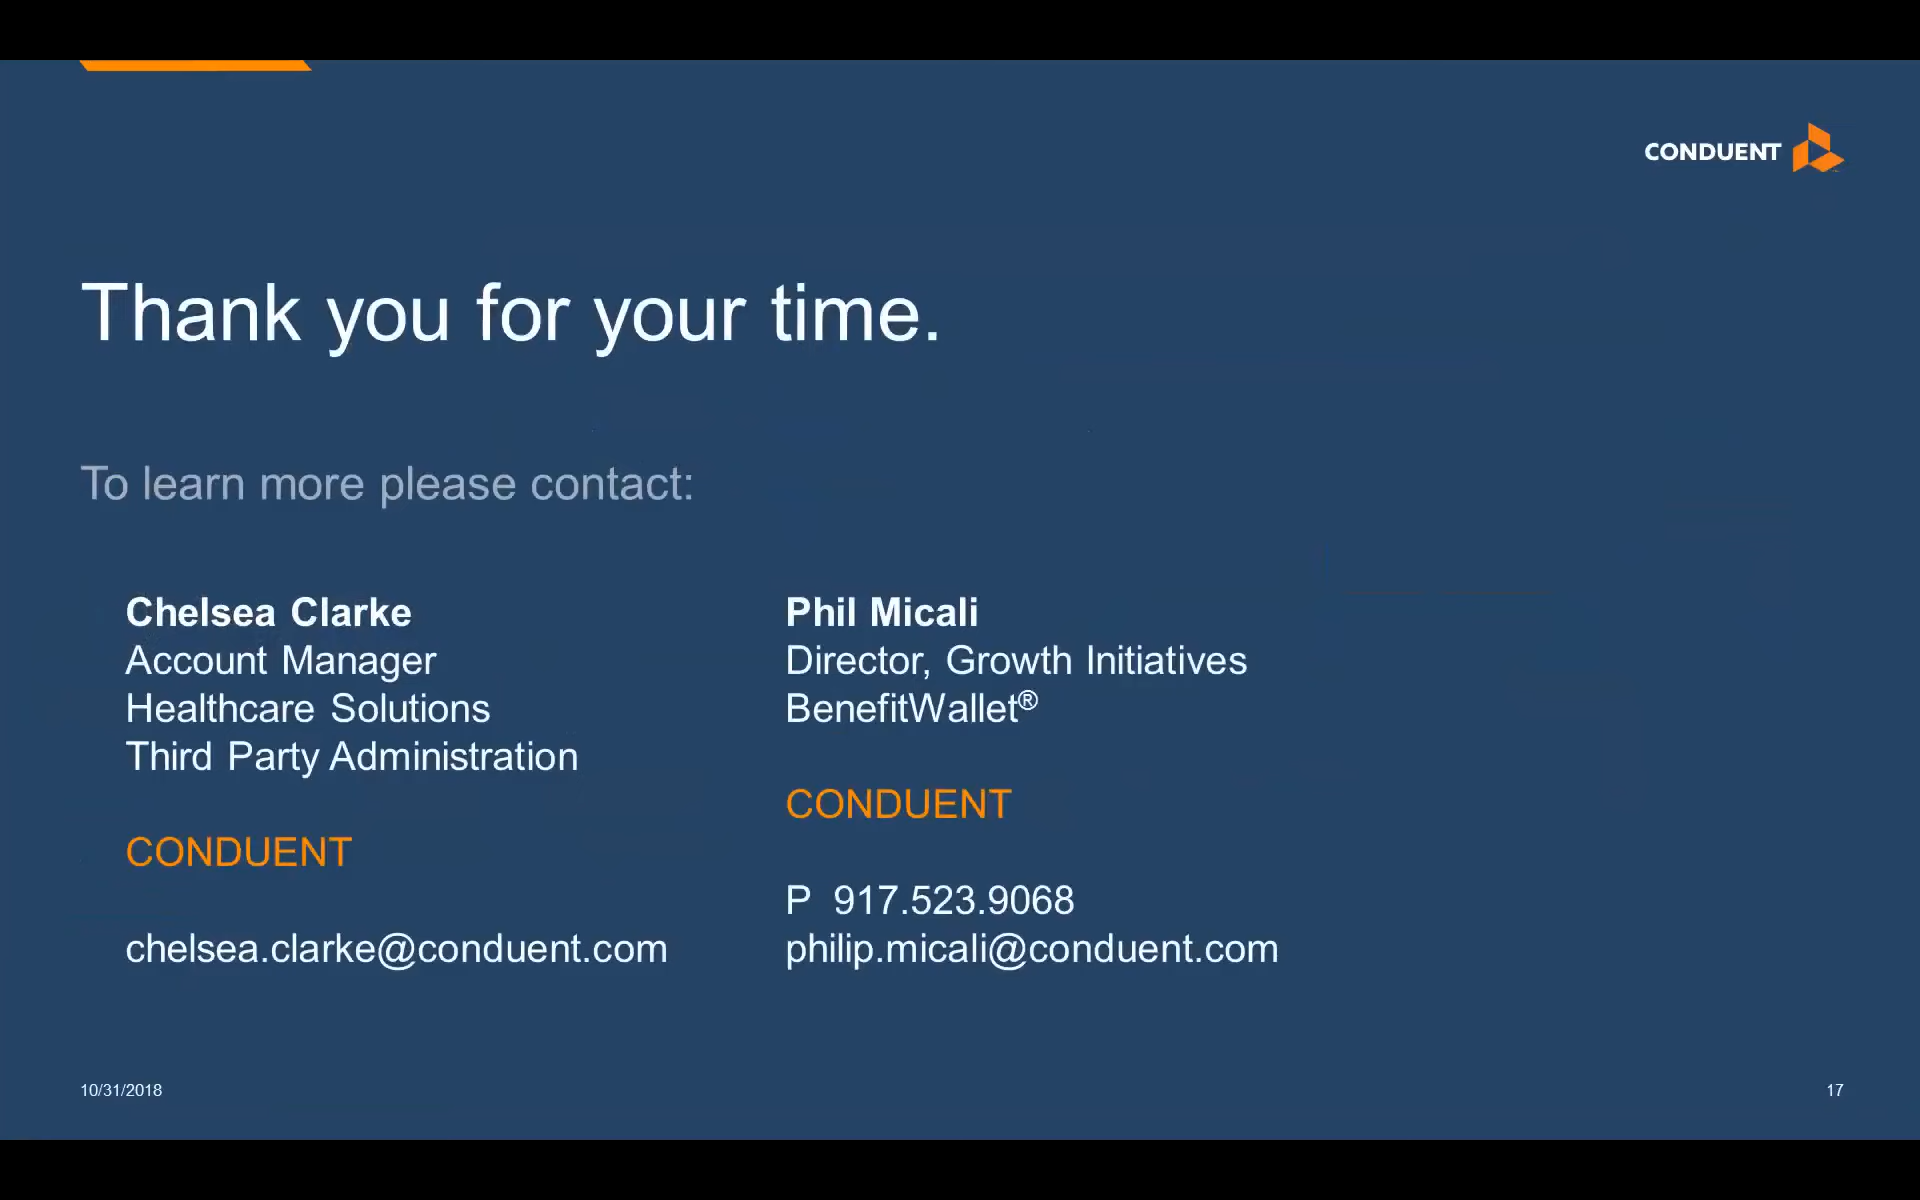 CONDUENT
Thank you for your time.
To learn more please contact:
Chelsea Clarke
Account Manager
Healthcare Solutions
Third Party Administration
CONDUENT
chelsea.clarke@conduent.com
Phil Micali
Director, Growth Initiatives
BenefitWallet®
CONDUENT
P 917.523.9068
philip.micali@conduent.com
10/31/2018
17